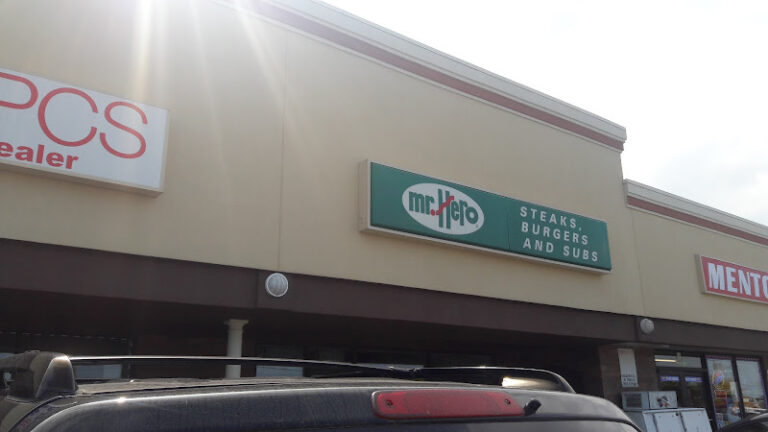 PCS
ealer
mr.Hero
STEAKS,
BURGERS
AND SUBS
MENTO